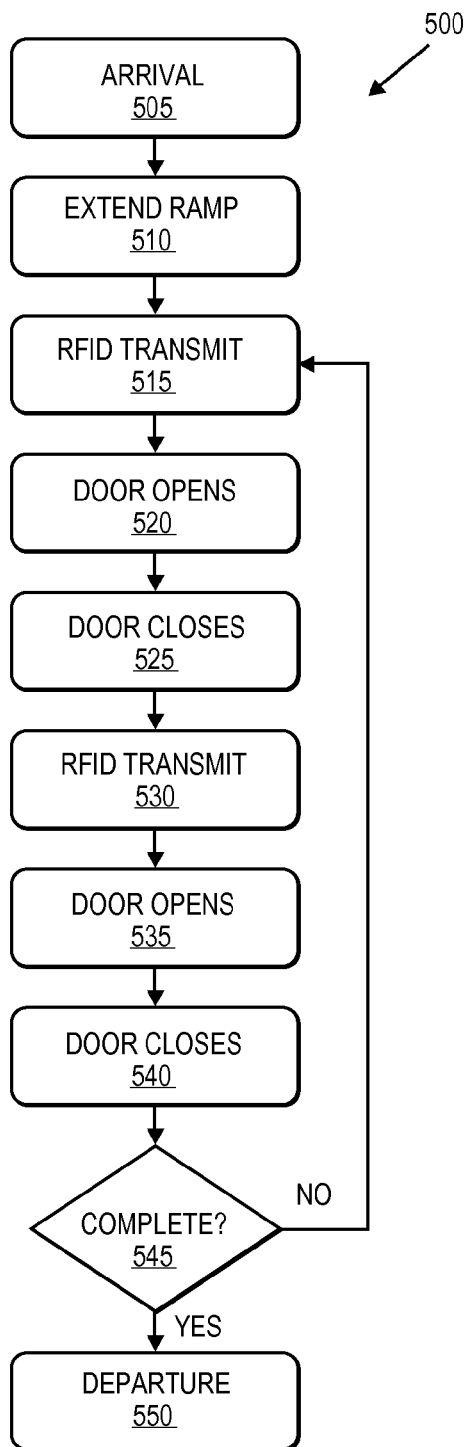 500
ARRIVAL
505
EXTEND RAMP
510
RFID TRANSMIT
515
DOOR OPENS
520
DOOR CLOSES
525
RFID TRANSMIT
530
DOOR OPENS
535
DOOR CLOSES
540
COMPLETE?
545
NO
YES
DEPARTURE
550